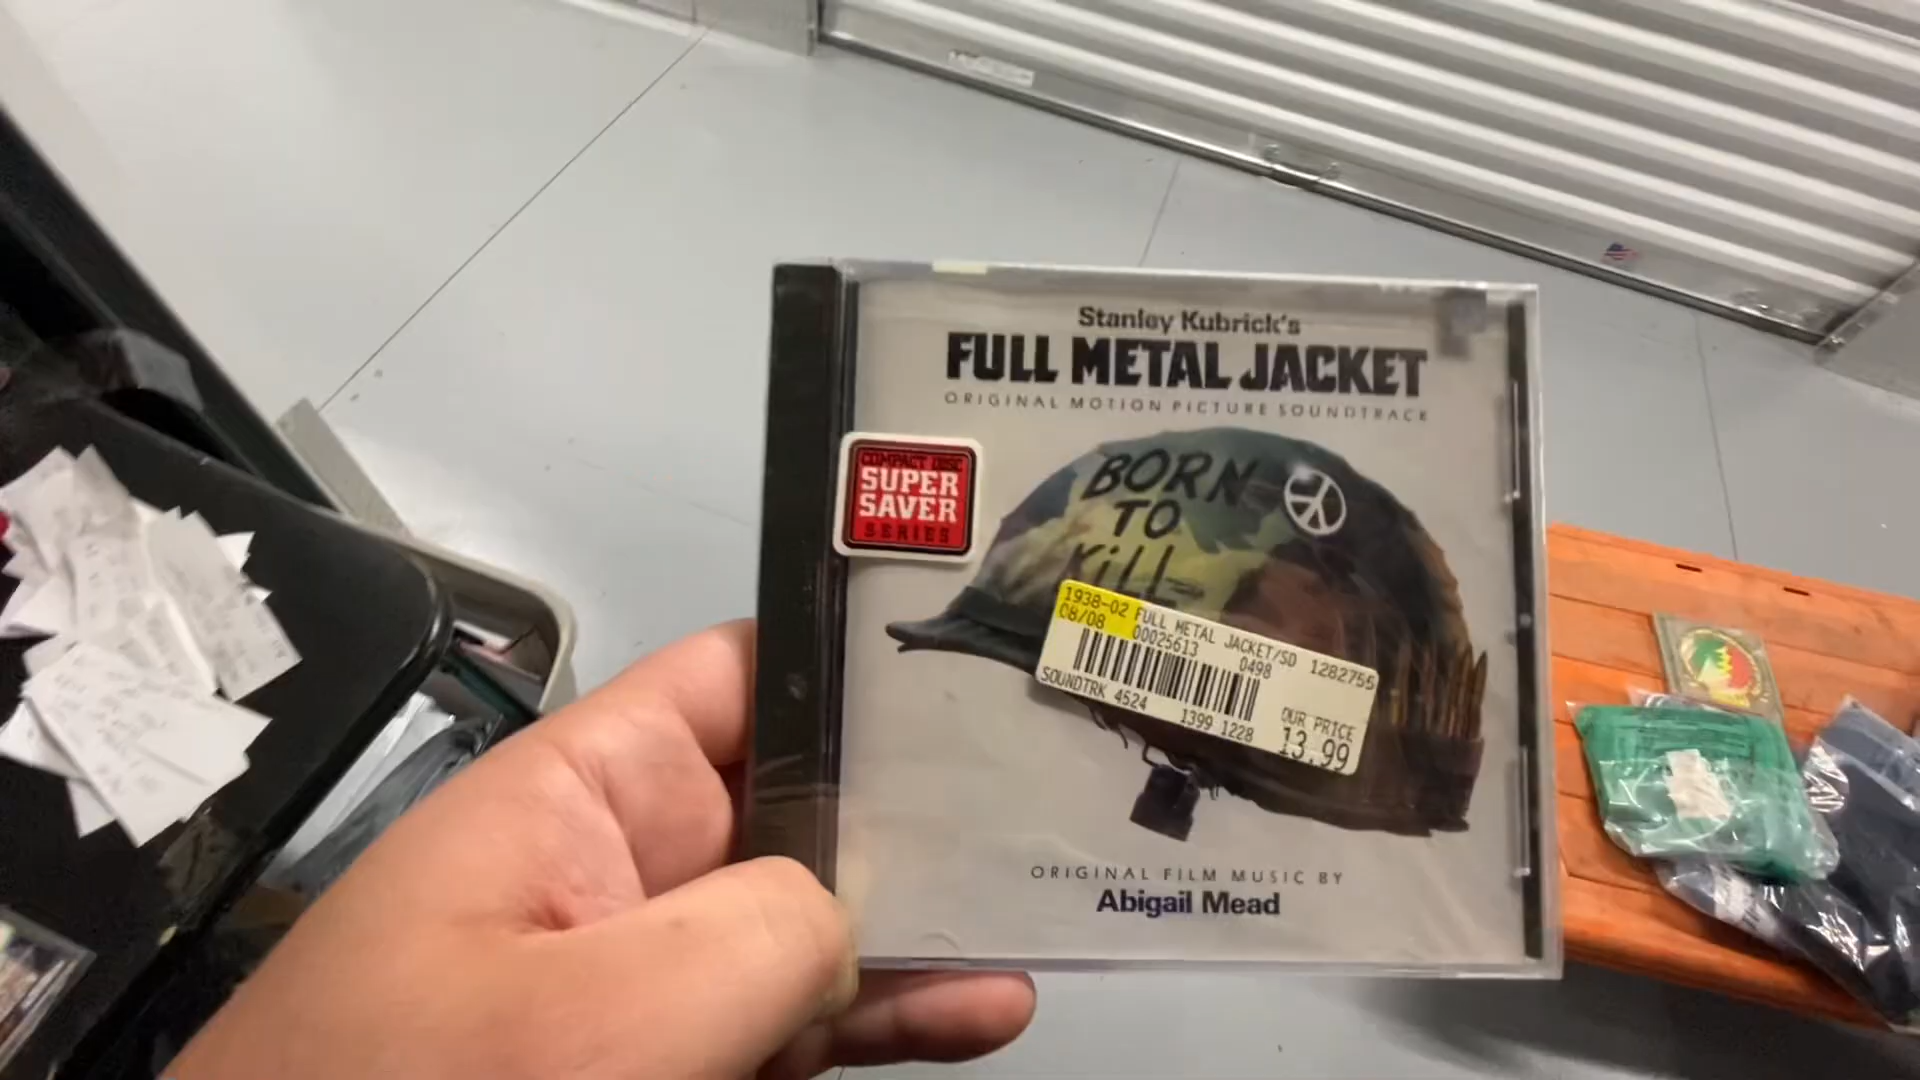 Stanley Kubrick's
FULL METAL JACKET
ORIGINAL MOTION PICTURE SOUNDTRACK
COMPACT DISC
SUPER
SAVER
SERIES
BORN
TO
KiLL
1938-02 FULL METAL JACKET/SD 1282755
08/08 00025613 0498
SOUNDTRK 4524 1399 1228
OUR PRICE
13.99
ORIGINAL FILM MUSIC BY
Abigail Mead